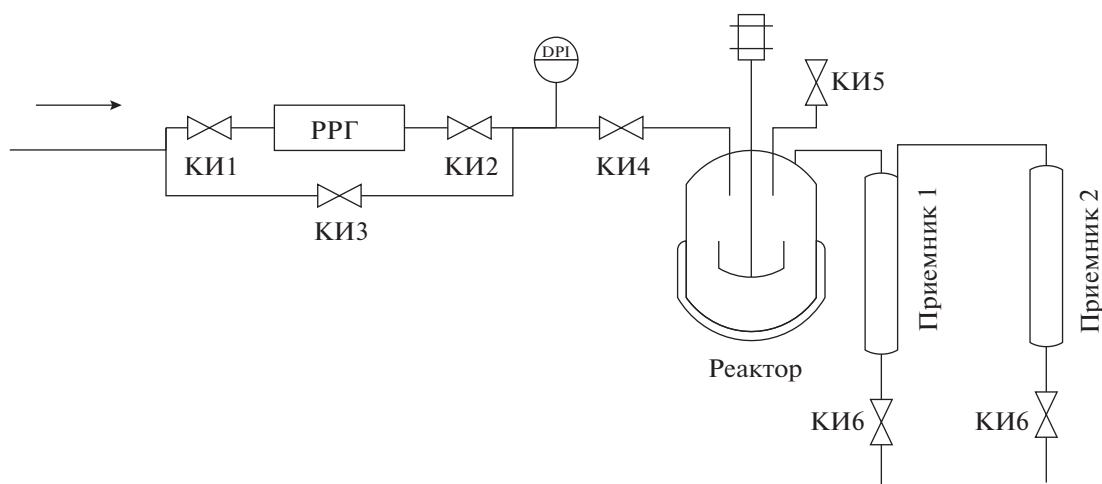 DPI
КИ5
РРГ
КИ1
КИ2
КИ4
КИ3
Приемник 1
Приемник 2
Реактор
КИ6
КИ6